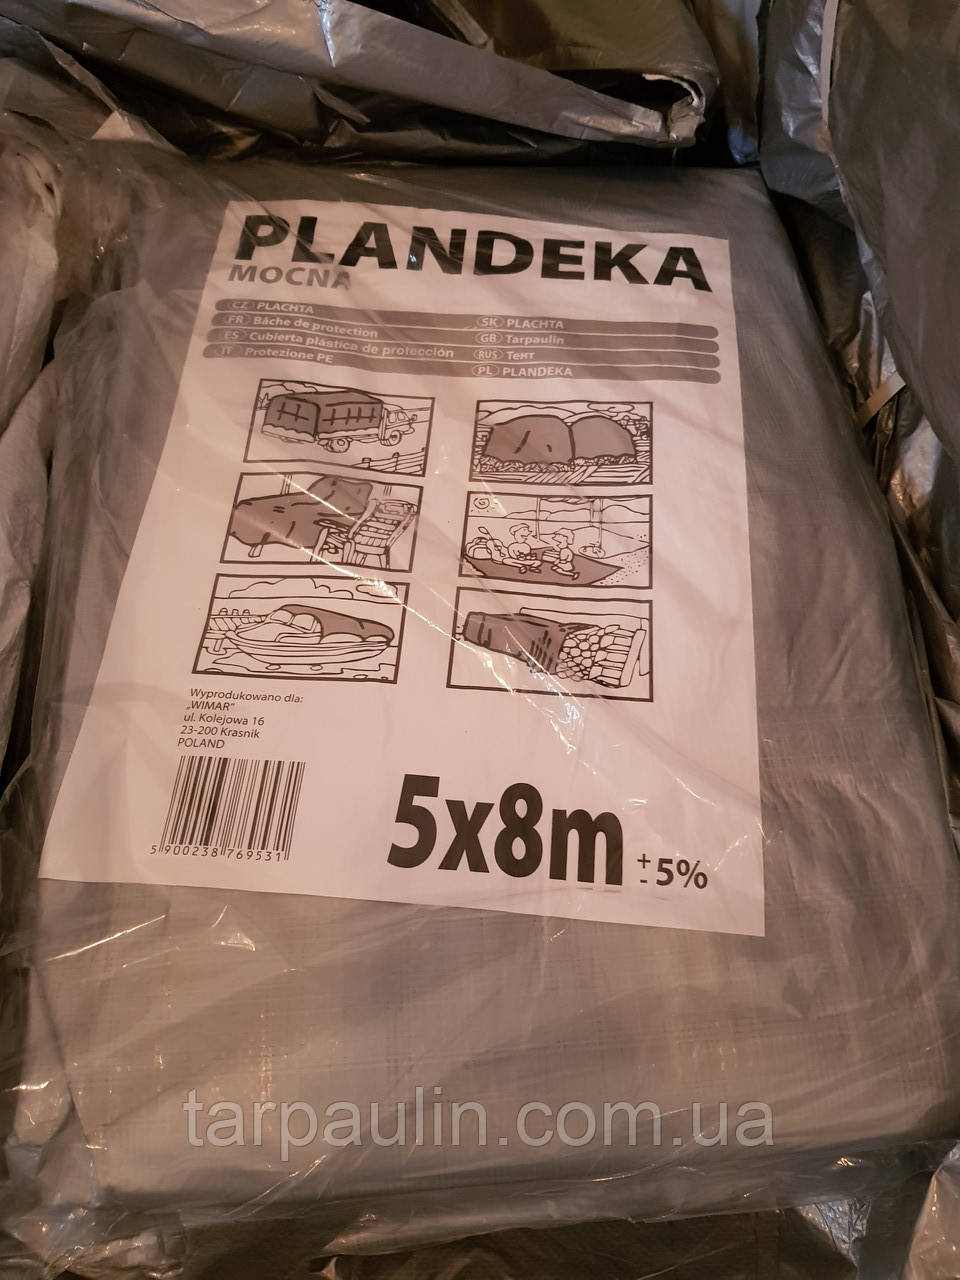 PLANDEKA
MOCNA
CZ PLACHTA
FR Bâche de protection
ES Cubierta plástica de protección
IT Protezione PE
SK PLACHTA
GB Tarpaulin
RUS Тент
PL PLANDEKA
Wyprodukowano dla:
„WIMAR"
ul. Kolejowa 16
23-200 Krasnik
POLAND
5 900238 769531
5x8m +- 5%
tarpaulin.com.ua